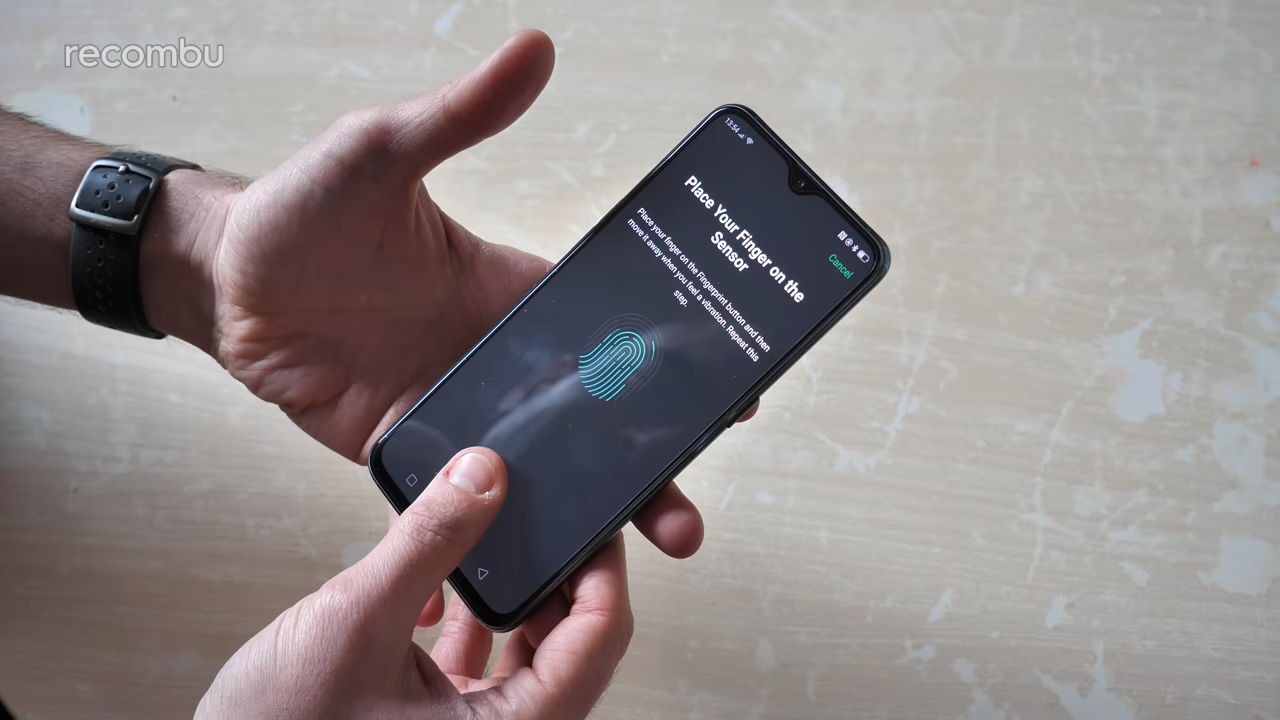 recombu
13:54
Cancel
Place Your Finger on the
Sensor
Place your finger on the Fingerprint button and then
move it away when you feel a vibration. Repeat this
step.